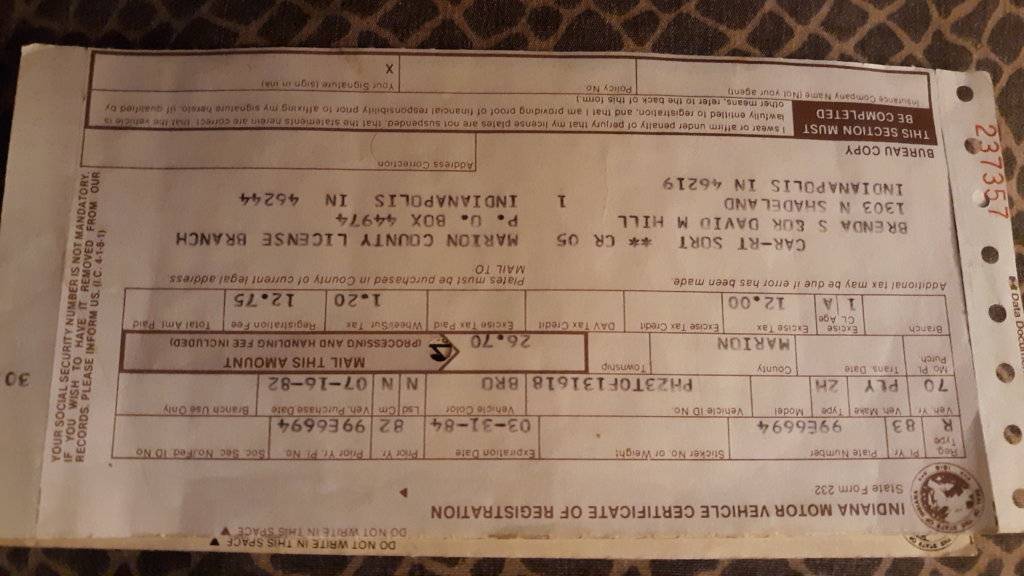 DO NOT WRITE IN THIS SPACE
DO NOT WRITE IN THIS SPACE
INDIANA MOTOR VEHICLE CERTIFICATE OF REGISTRATION
State Form 232
Reg Type Pl Yr Plate Number Sticker No. or Weight Expiration Date Prior Yr Prior Yr. Pl No Soc. Sec. No./Fed ID No
R 83 99E6694 03-31-84 82 99E6694
Veh Yr Veh Make Type Model Vehicle ID No. Vehicle Color Lsd Cm Veh. Purchase Date Branch Use Only
70 PLY 2H PH23T0F131618 BRO N N 07-16-82
Mo Pl Purch Trans. Date County Township
MARION 26.70
MAIL THIS AMOUNT
(PROCESSING AND HANDLING FEE INCLUDED)
Branch Excise CL Age Excise Tax Excise Tax Credit DAV Tax Credit Excise Tax Paid Wheel/Sur Tax Registration Fee Total Amt Paid
1 A 12.00 1.20 12.75
Additional tax may be due if error has been made
Plates must be purchased in County of current legal address
MAIL TO
CAR-RT SORT ** CR 05
BRENDA S EOR DAVID M HILL
1303 N SHADELAND
INDIANAPOLIS IN 46219
1
MARION COUNTY LICENSE BRANCH
P. O. BOX 44974
INDIANAPOLIS IN 46244
Address Correction
BUREAU COPY
THIS SECTION MUST
BE COMPLETED
I swear or affirm under penalty of perjury that my license plates are not suspended, that the statements herein are correct, that the vehicle is
lawfully entitled to registration, and that I am providing proof of financial responsibility prior to affixing my signature hereto, or qualified by
other means, refer to the back of this form.)
Insurance Company Name (Not your agent)
Policy No
Your Signature (sign in ink)
X
YOUR SOCIAL SECURITY NUMBER IS NOT MANDATORY.
IF YOU WISH TO HAVE IT REMOVED FROM OUR
RECORDS, PLEASE INFORM US. (I.C. 4-1-8-1)
30
23735
Data Docum